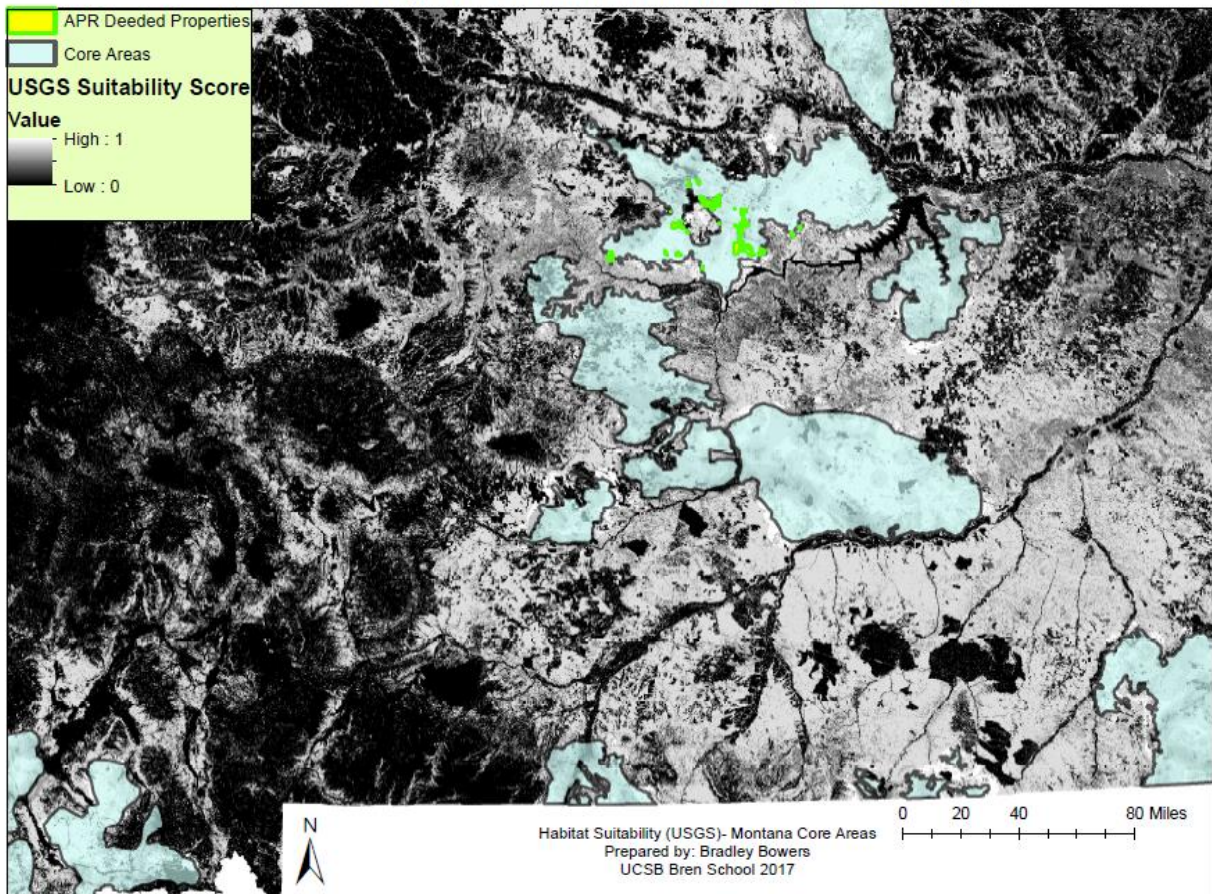 APR Deeded Properties
Core Areas
USGS Suitability Score
Value
High : 1
Low : 0
N
Habitat Suitability (USGS)- Montana Core Areas
Prepared by: Bradley Bowers
UCSB Bren School 2017
0 20 40 80 Miles